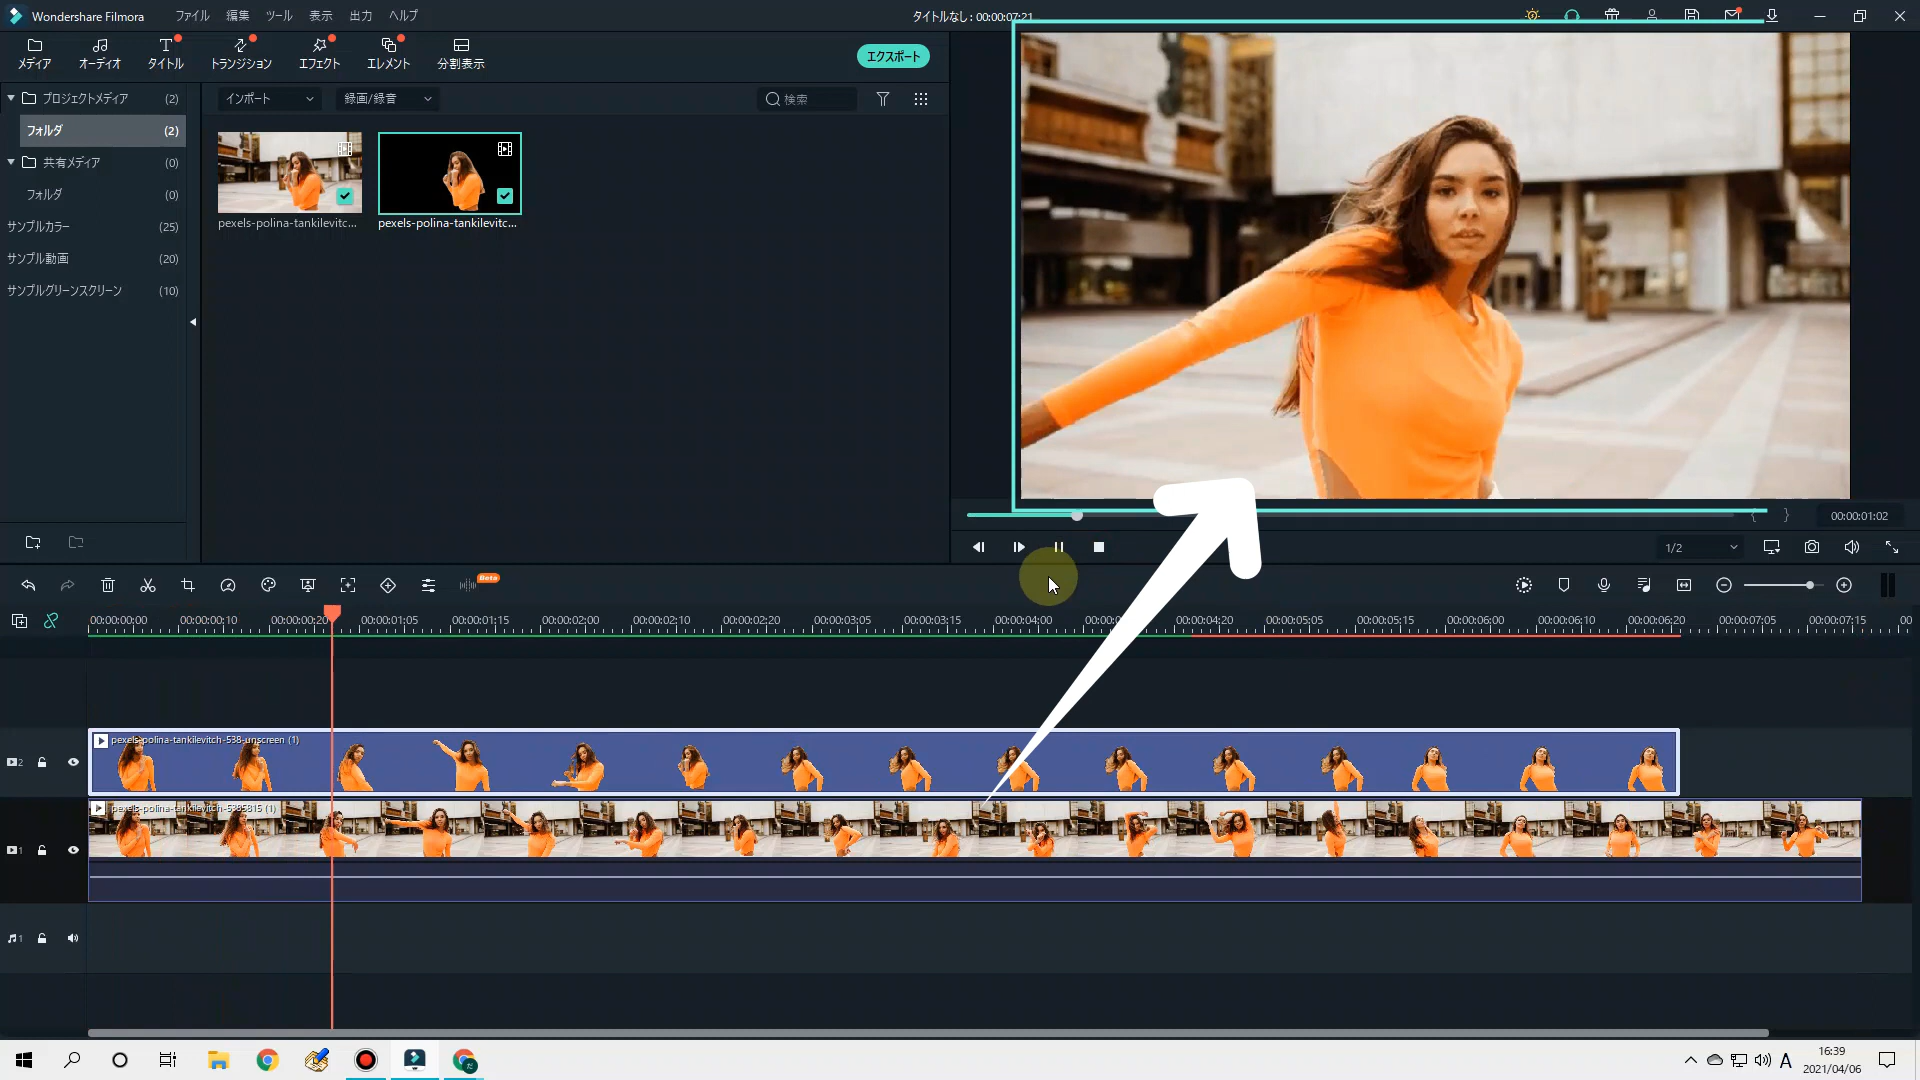 Wondershare Filmora
ファイル 編集 ツール 表示 出力 ヘルプ
タイトルなし : 00:00:07:21
メディア オーディオ タイトル トランジション エフェクト エレメント 分割表示
エクスポート
プロジェクトメディア (2)
フォルダ (2)
共有メディア (0)
フォルダ (0)
サンプルカラー (25)
サンプル動画 (20)
サンプルグリーンスクリーン (10)
インポート 録画/録音 検索
pexels-polina-tankilevitc... pexels-polina-tankilevitc...
{ } 00:00:01:02
1/2
Beta
00:00:00:00 00:00:00:10 00:00:00:20 00:00:01:05 00:00:01:15 00:00:02:00 00:00:02:10 00:00:02:20 00:00:03:05 00:00:03:15 00:00:04:00 00:00:04:20 00:00:05:05 00:00:05:15 00:00:06:00 00:00:06:10 00:00:06:20 00:00:07:05 00:00:07:15 00
2 pexels-polina-tankilevitch-538-unscreen (1)
1 pexels-polina-tankilevitch-5385815 (1)
1
A 16:39
2021/04/06